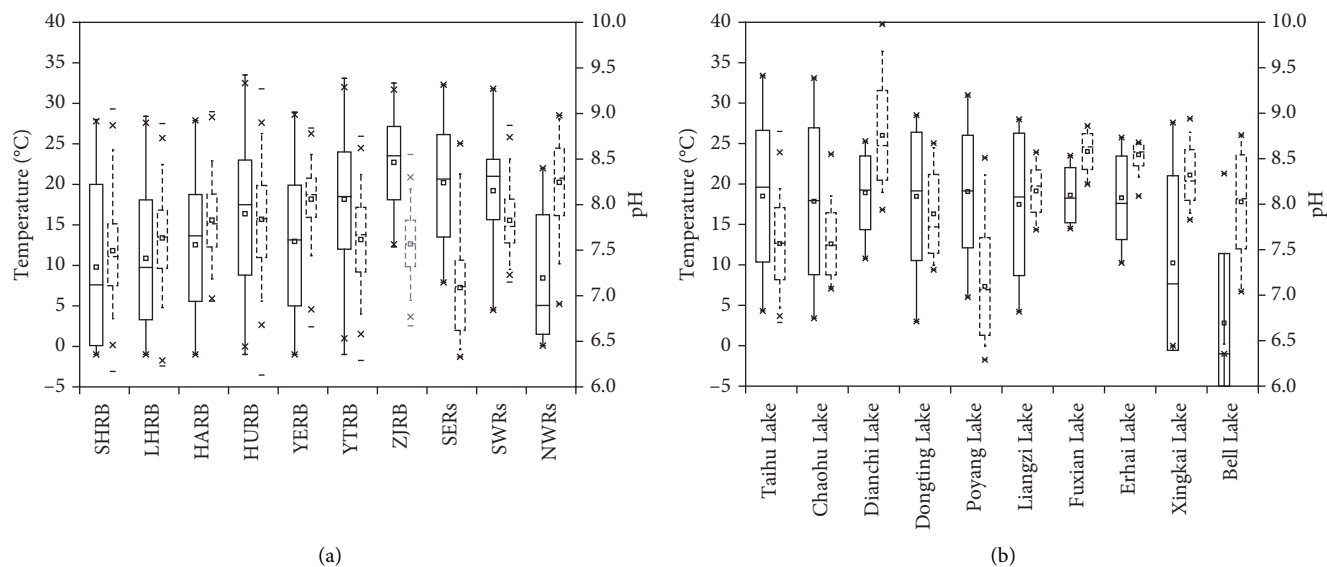 40
35
30
25
20
15
10
5
0
−5
Temperature (°C)
10.0
9.5
9.0
8.5
8.0
7.5
7.0
6.5
6.0
pH
SHRB
LHRB
HARB
HURB
YERB
YTRB
ZJRB
SERs
SWRs
NWRs
(a)
40
35
30
25
20
15
10
5
0
−5
Temperature (°C)
10.0
9.5
9.0
8.5
8.0
7.5
7.0
6.5
6.0
pH
Taihu Lake
Chaohu Lake
Dianchi Lake
Dongting Lake
Poyang Lake
Liangzi Lake
Fuxian Lake
Erhai Lake
Xingkai Lake
Bell Lake
(b)